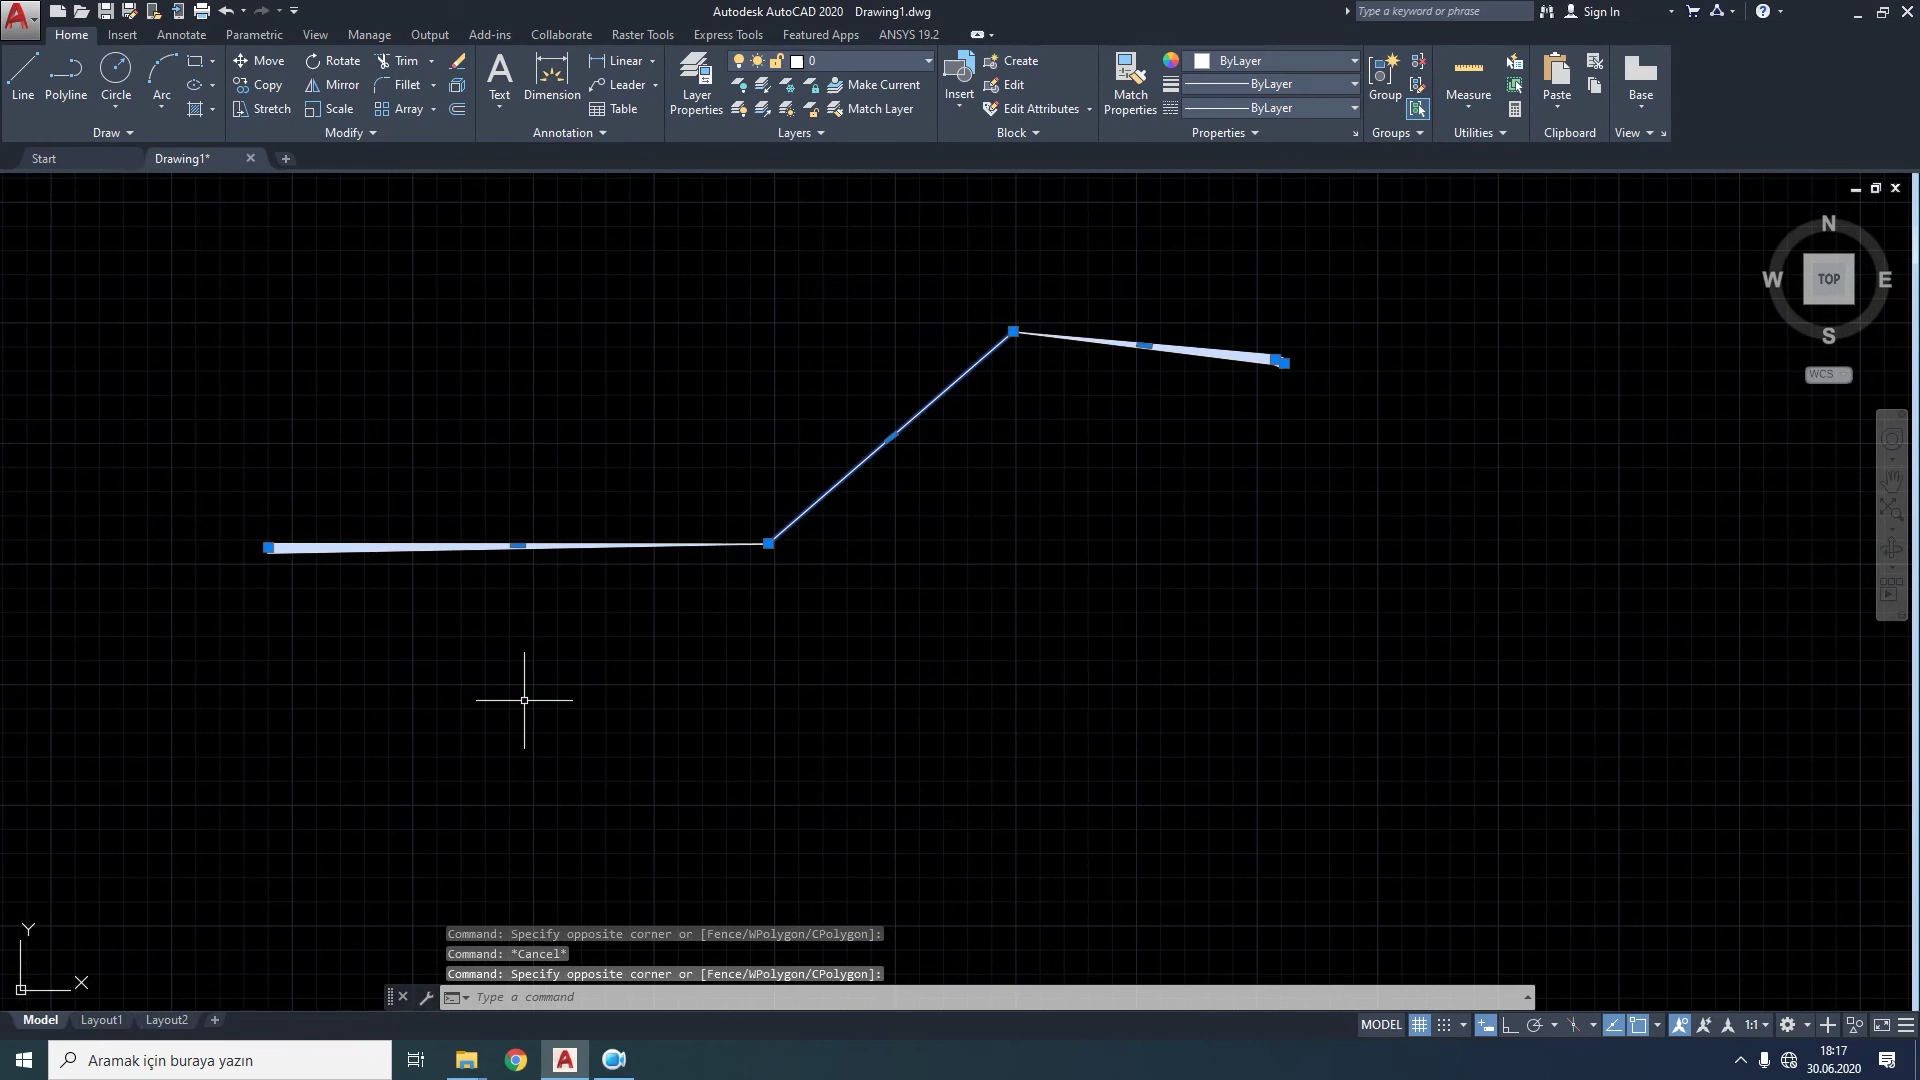 Autodesk AutoCAD 2020 Drawing1.dwg
Type a keyword or phrase
Sign In
Home Insert Annotate Parametric View Manage Output Add-ins Collaborate Raster Tools Express Tools Featured Apps ANSYS 19.2
Line Polyline Circle Arc
Draw
Move Rotate Trim
Copy Mirror Fillet
Stretch Scale Array
Modify
Text Dimension
Linear
Leader
Table
Annotation
Layer Properties
0
Make Current
Match Layer
Layers
Insert
Create
Edit
Edit Attributes
Block
Match Properties
ByLayer
ByLayer
ByLayer
Properties
Group
Groups
Measure
Utilities
Paste
Clipboard
Base
View
Start Drawing1*
N
W TOP E
S
WCS
Y
X
Command: Specify opposite corner or [Fence/WPolygon/CPolygon]:
Command: *Cancel*
Command: Specify opposite corner or [Fence/WPolygon/CPolygon]:
Type a command
Model Layout1 Layout2
MODEL 1:1
Aramak için buraya yazın
18:17
30.06.2020